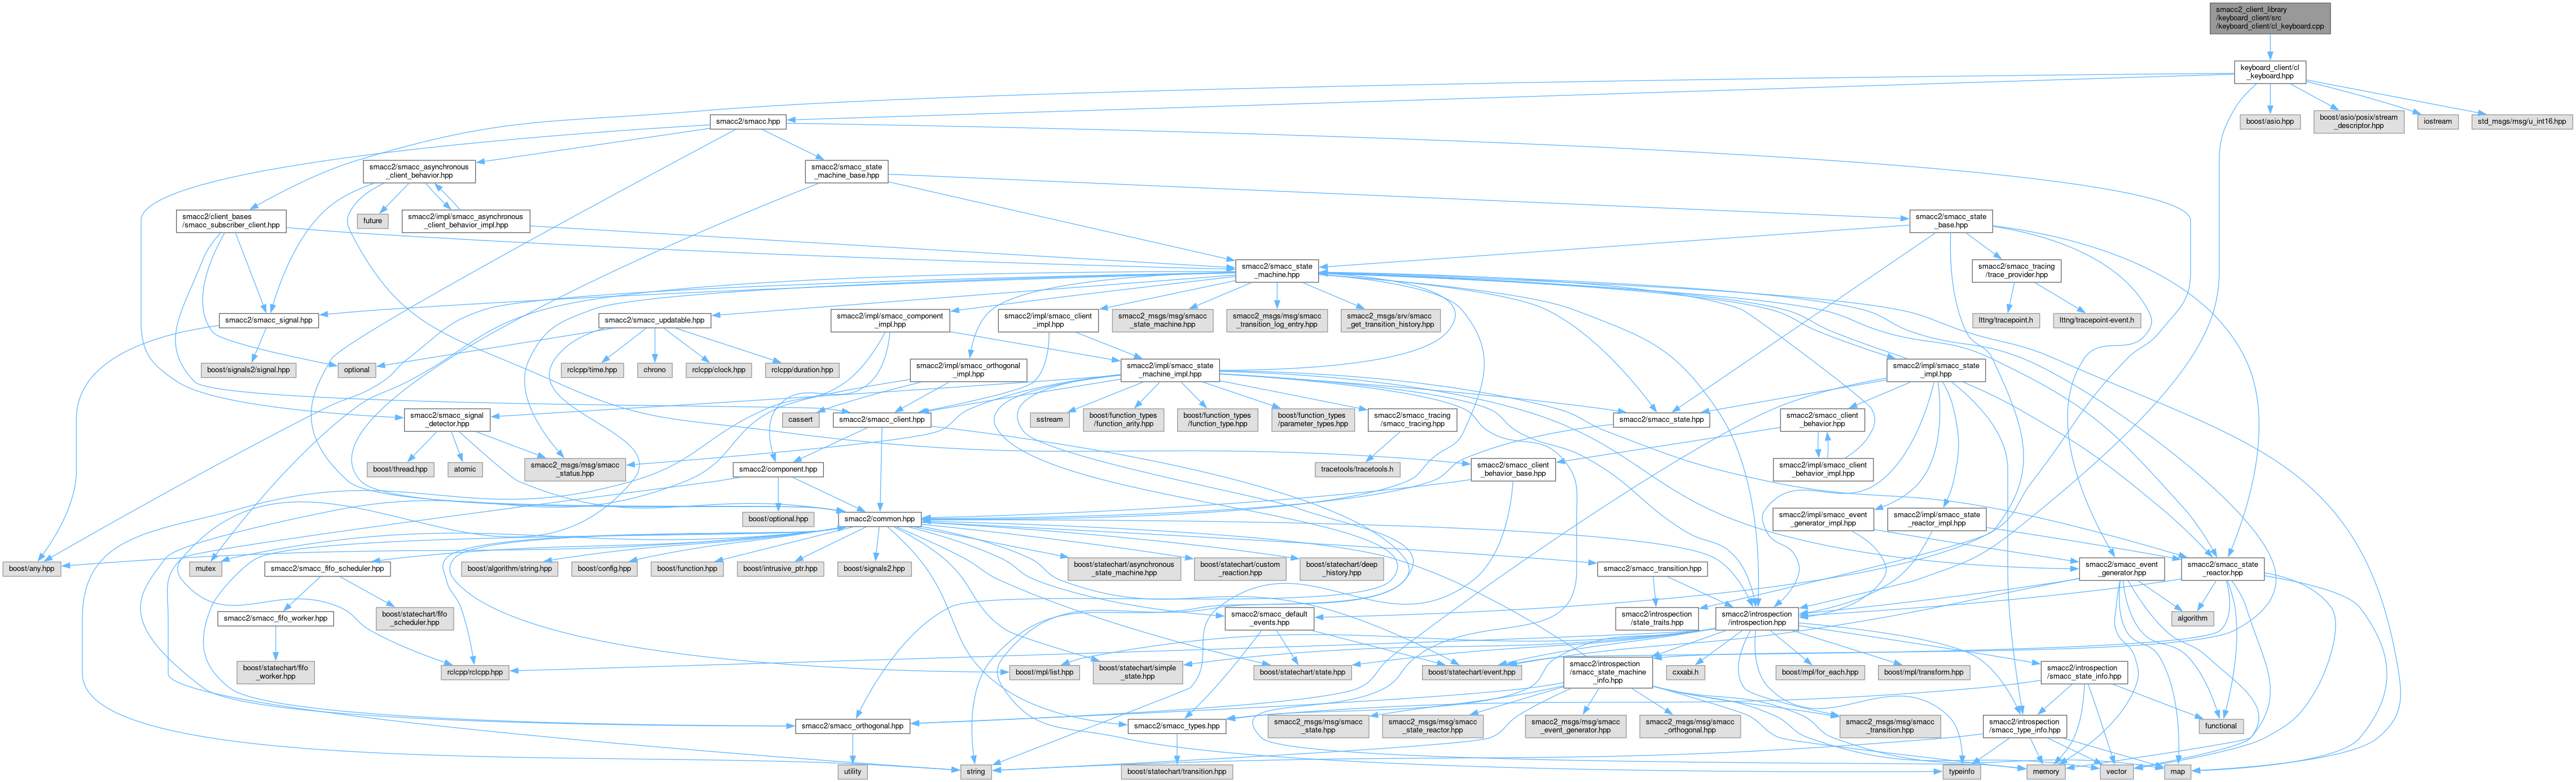 smacc2_client_library
/keyboard_client/src
/keyboard_client/cl_keyboard.cpp
keyboard_client/cl
_keyboard.hpp
smacc2/smacc.hpp
boost/asio.hpp
boost/asio/posix/stream
_descriptor.hpp
iostream
std_msgs/msg/u_int16.hpp
smacc2/smacc_asynchronous
_client_behavior.hpp
smacc2/smacc_state
_machine_base.hpp
smacc2/client_bases
/smacc_subscriber_client.hpp
future
smacc2/impl/smacc_asynchronous
_client_behavior_impl.hpp
smacc2/smacc_state
_base.hpp
smacc2/smacc_state
_machine.hpp
smacc2/smacc_tracing
/trace_provider.hpp
smacc2/smacc_signal.hpp
smacc2/smacc_updatable.hpp
smacc2/impl/smacc_component
_impl.hpp
smacc2/impl/smacc_client
_impl.hpp
smacc2_msgs/msg/smacc
_state_machine.hpp
smacc2_msgs/msg/smacc
_transition_log_entry.hpp
smacc2_msgs/srv/smacc
_get_transition_history.hpp
lttng/tracepoint.h
lttng/tracepoint-event.h
boost/signals2/signal.hpp
optional
rclcpp/time.hpp
chrono
rclcpp/clock.hpp
rclcpp/duration.hpp
smacc2/impl/smacc_orthogonal
_impl.hpp
smacc2/impl/smacc_state
_machine_impl.hpp
smacc2/impl/smacc_state
_impl.hpp
smacc2/smacc_signal
_detector.hpp
cassert
smacc2/smacc_client.hpp
sstream
boost/function_types
/function_arity.hpp
boost/function_types
/function_type.hpp
boost/function_types
/parameter_types.hpp
smacc2/smacc_tracing
/smacc_tracing.hpp
smacc2/smacc_state.hpp
smacc2/smacc_client
_behavior.hpp
boost/thread.hpp
atomic
smacc2_msgs/msg/smacc
_status.hpp
smacc2/component.hpp
tracetools/tracetools.h
smacc2/smacc_client
_behavior_base.hpp
smacc2/impl/smacc_client
_behavior_impl.hpp
boost/optional.hpp
smacc2/common.hpp
smacc2/impl/smacc_event
_generator_impl.hpp
smacc2/impl/smacc_state
_reactor_impl.hpp
boost/any.hpp
mutex
smacc2/smacc_fifo_scheduler.hpp
boost/algorithm/string.hpp
boost/config.hpp
boost/function.hpp
boost/intrusive_ptr.hpp
boost/signals2.hpp
boost/statechart/asynchronous
_state_machine.hpp
boost/statechart/custom
_reaction.hpp
boost/statechart/deep
_history.hpp
smacc2/smacc_transition.hpp
smacc2/smacc_event
_generator.hpp
smacc2/smacc_state
_reactor.hpp
smacc2/smacc_fifo_worker.hpp
boost/statechart/fifo
_scheduler.hpp
smacc2/smacc_default
_events.hpp
smacc2/introspection
/state_traits.hpp
smacc2/introspection
/introspection.hpp
algorithm
boost/statechart/fifo
_worker.hpp
rclcpp/rclcpp.hpp
boost/mpl/list.hpp
boost/statechart/simple
_state.hpp
boost/statechart/state.hpp
boost/statechart/event.hpp
smacc2/introspection
/smacc_state_machine
_info.hpp
cxxabi.h
boost/mpl/for_each.hpp
boost/mpl/transform.hpp
smacc2/introspection
/smacc_state_info.hpp
smacc2/smacc_orthogonal.hpp
smacc2/smacc_types.hpp
smacc2_msgs/msg/smacc
_state.hpp
smacc2_msgs/msg/smacc
_state_reactor.hpp
smacc2_msgs/msg/smacc
_event_generator.hpp
smacc2_msgs/msg/smacc
_orthogonal.hpp
smacc2_msgs/msg/smacc
_transition.hpp
smacc2/introspection
/smacc_type_info.hpp
functional
utility
string
boost/statechart/transition.hpp
typeinfo
memory
vector
map